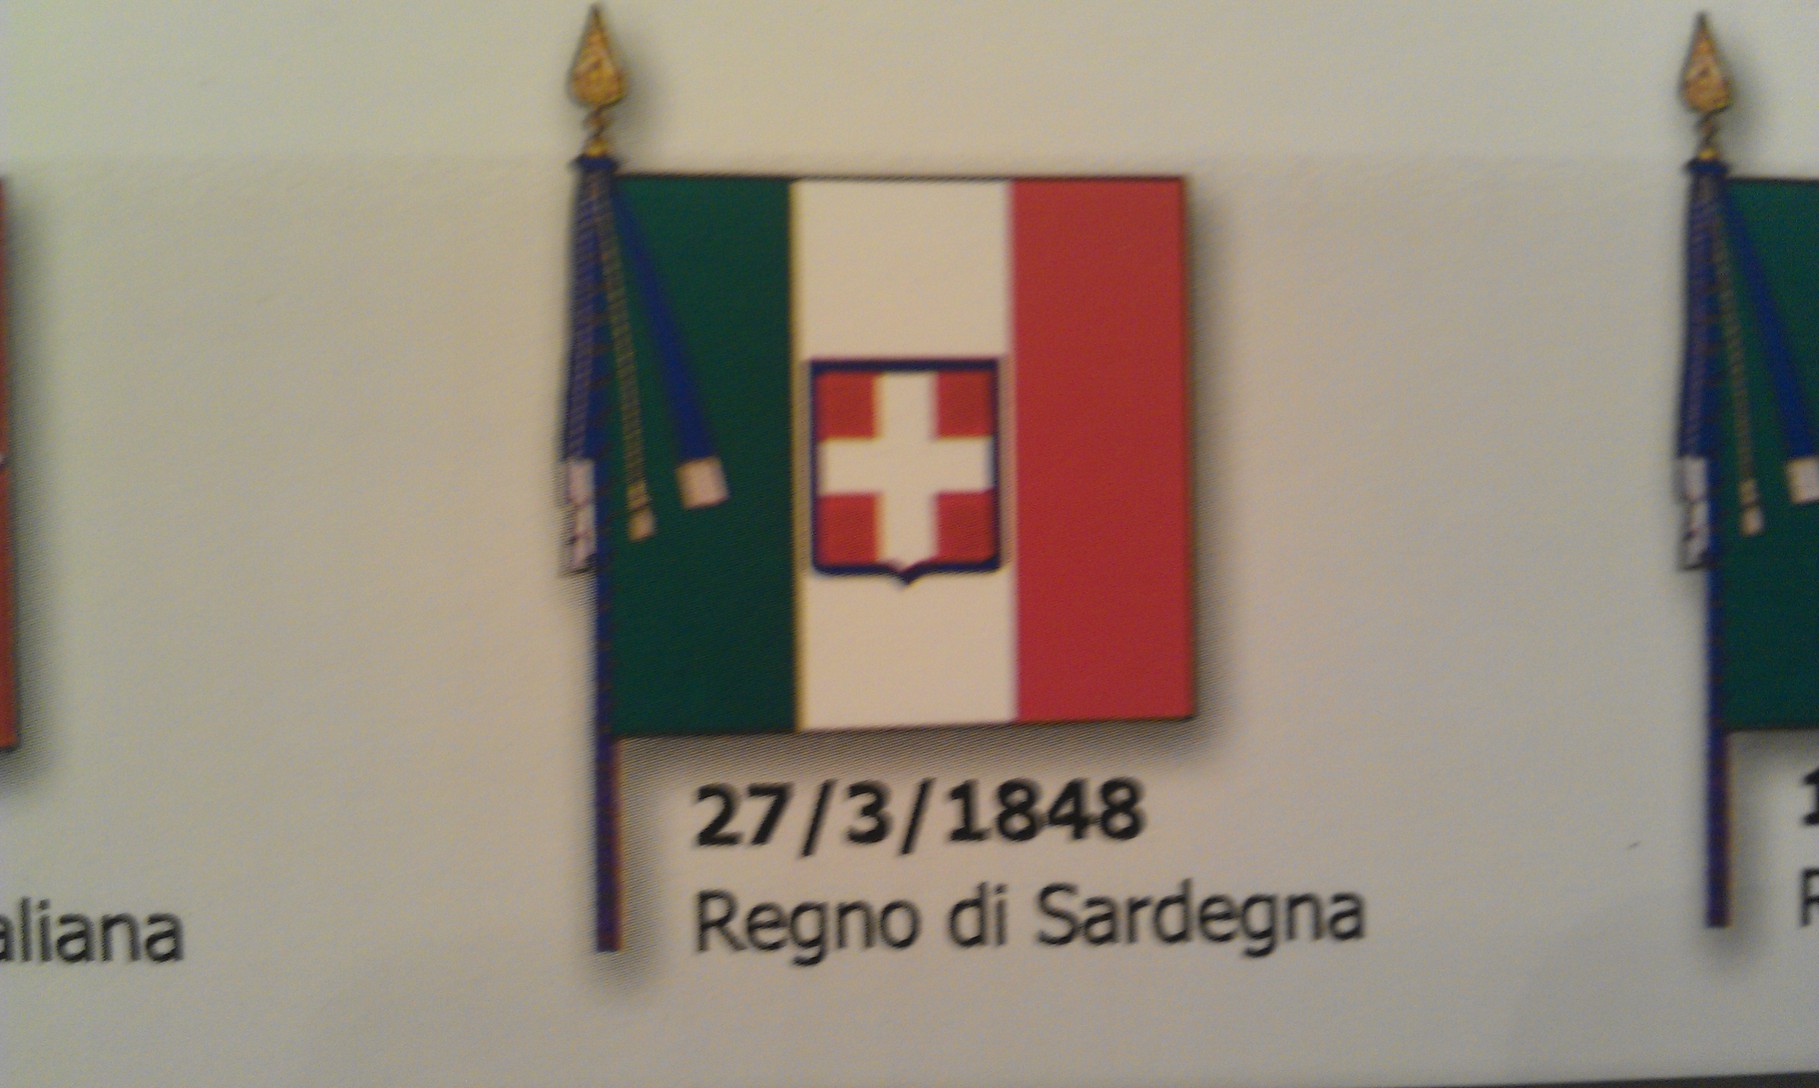 27/3/1848
Regno di Sardegna
aliana